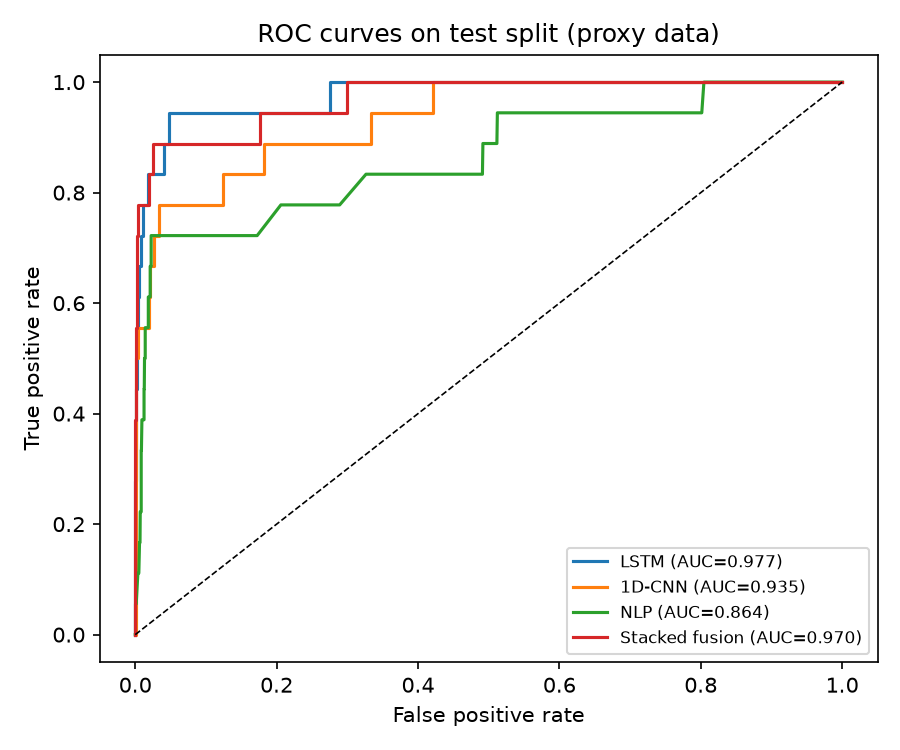 ROC curves on test split (proxy data)
True positive rate
1.0
0.8
0.6
0.4
0.2
0.0
LSTM (AUC=0.977)
1D-CNN (AUC=0.935)
NLP (AUC=0.864)
Stacked fusion (AUC=0.970)
0.0 0.2 0.4 0.6 0.8 1.0
False positive rate